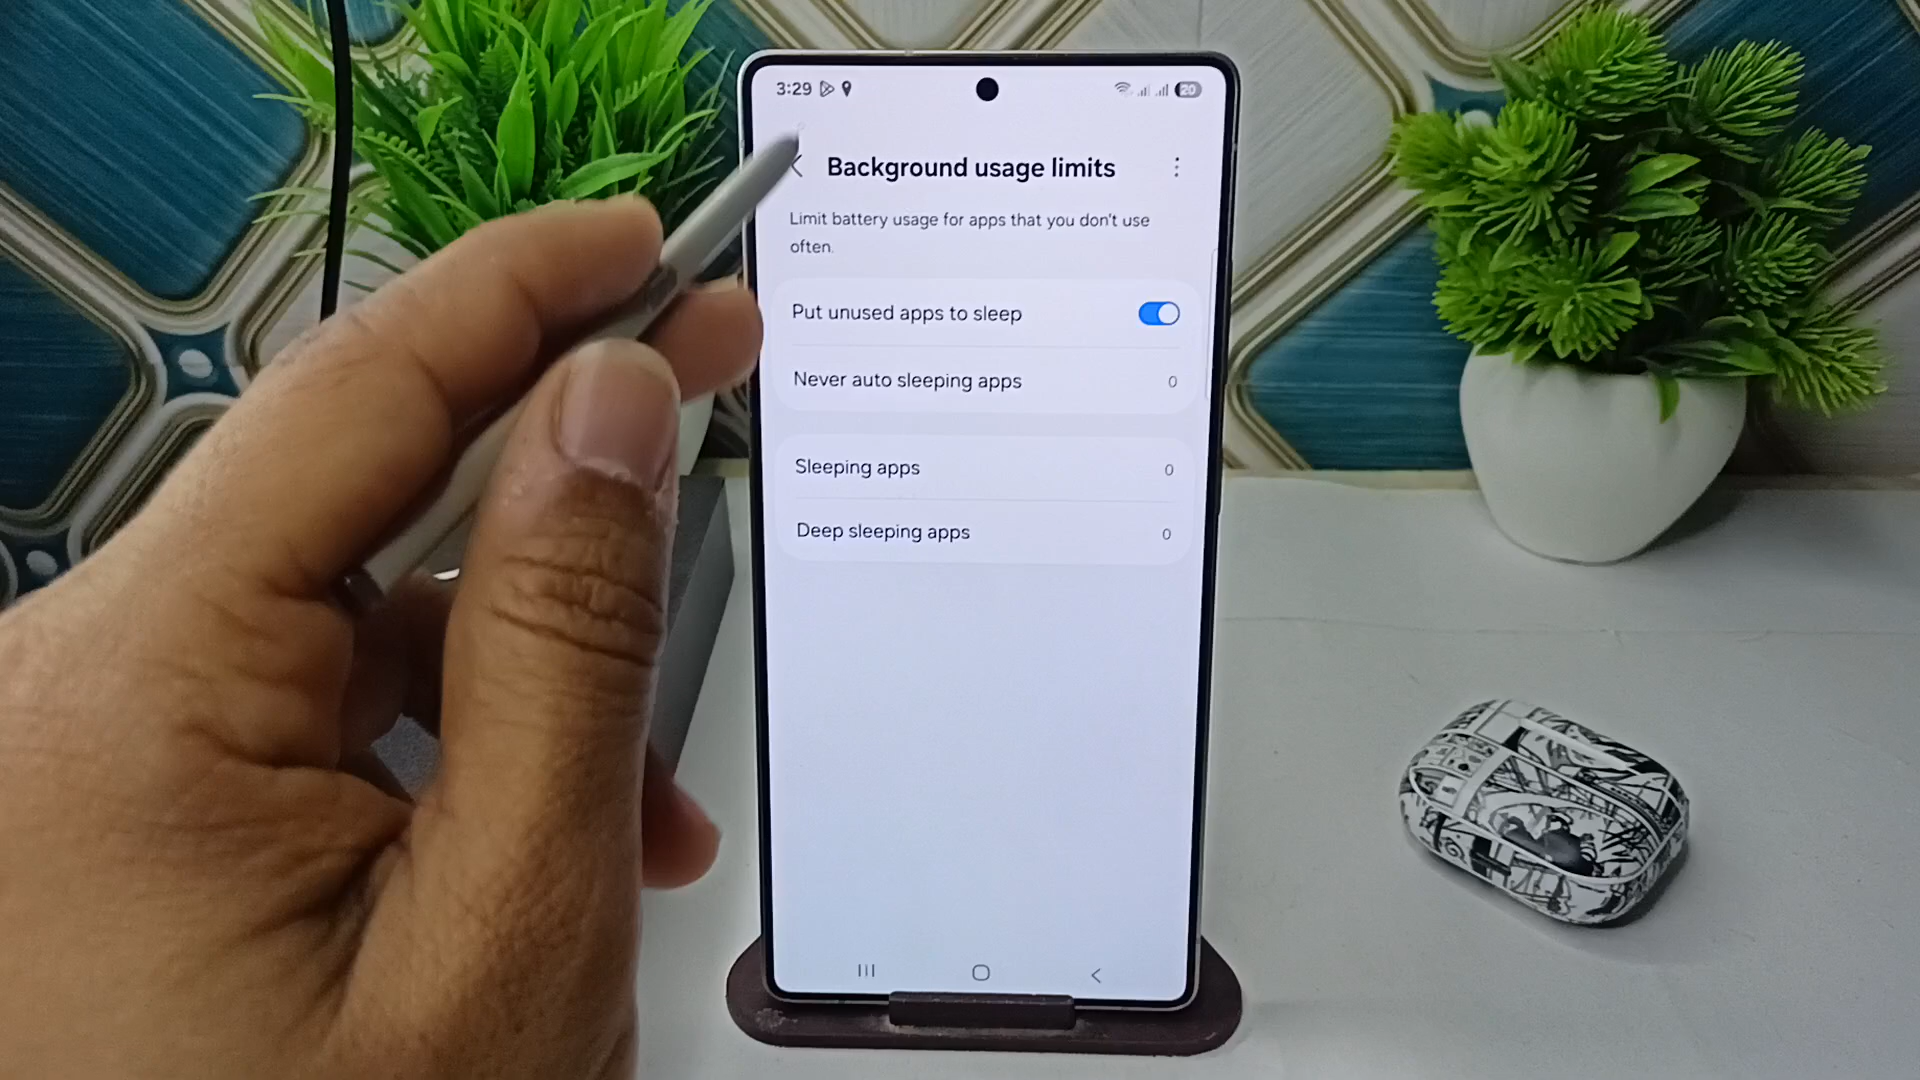 3:29 20
Background usage limits
Limit battery usage for apps that you don't use
often.
Put unused apps to sleep
Never auto sleeping apps 0
Sleeping apps 0
Deep sleeping apps 0